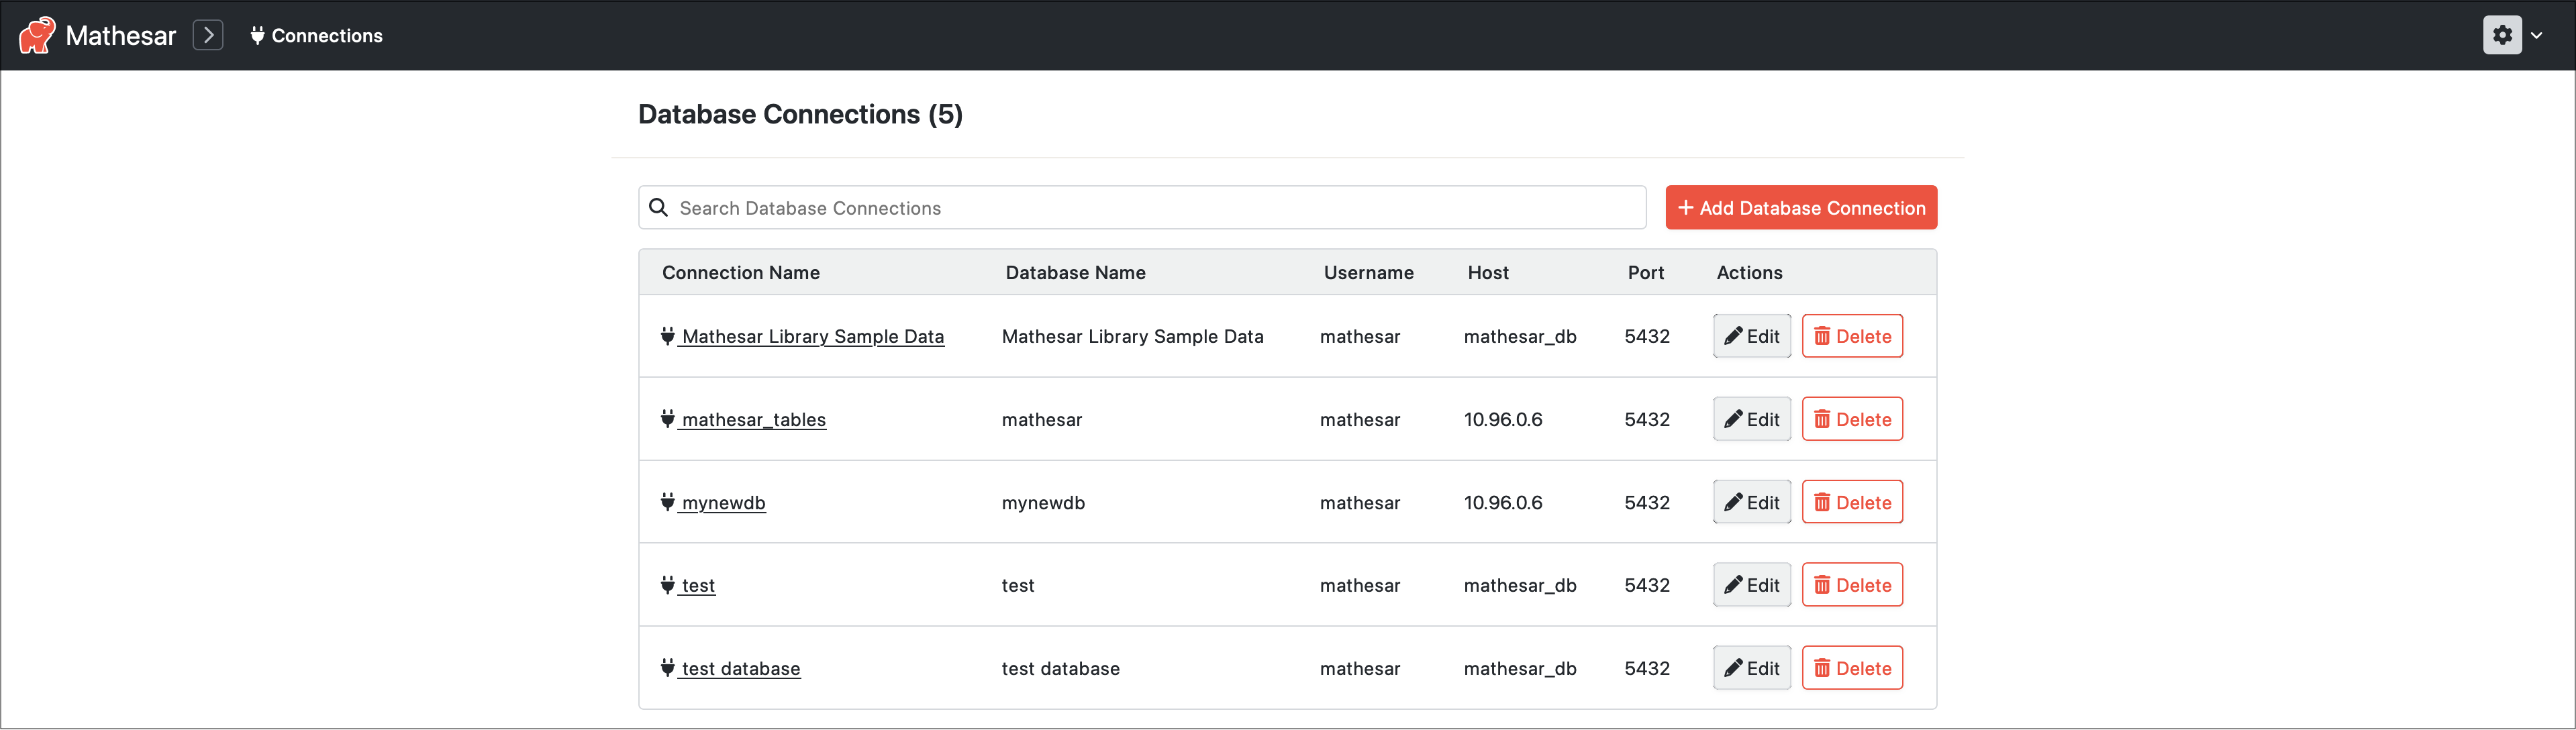 Mathesar Connections
Database Connections (5)
Search Database Connections + Add Database Connection
Connection Name Database Name Username Host Port Actions
Mathesar Library Sample Data Mathesar Library Sample Data mathesar mathesar_db 5432 Edit Delete
mathesar_tables mathesar mathesar 10.96.0.6 5432 Edit Delete
mynewdb mynewdb mathesar 10.96.0.6 5432 Edit Delete
test test mathesar mathesar_db 5432 Edit Delete
test database test database mathesar mathesar_db 5432 Edit Delete